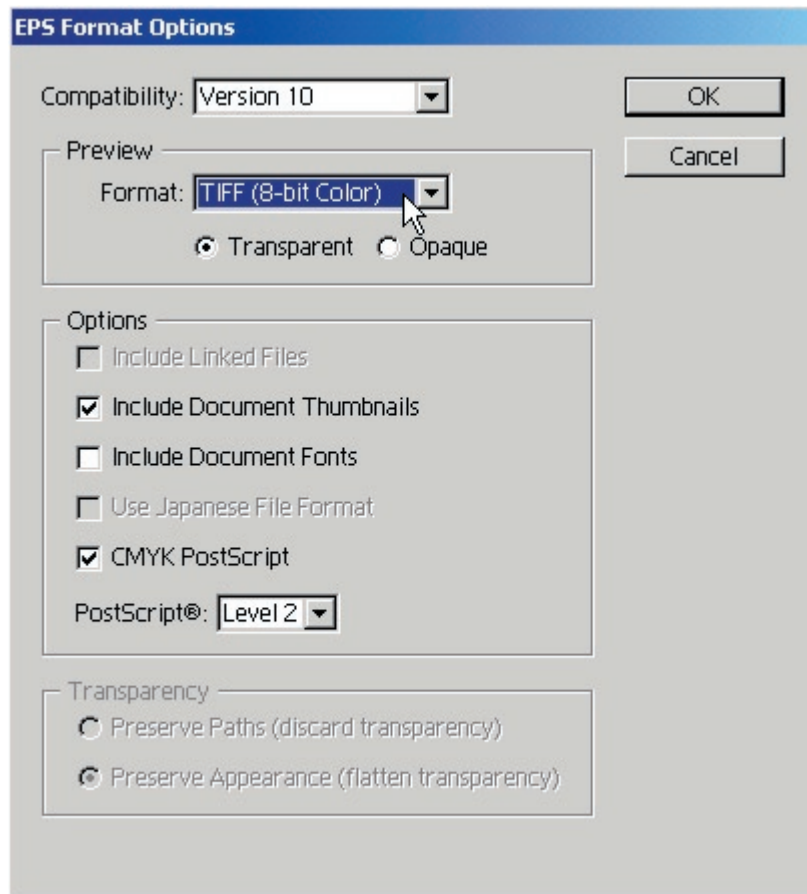 EPS Format Options
Compatibility: Version 10
OK
Preview
Cancel
Format: TIFF (8-bit Color)
Transparent Opaque
Options
Include Linked Files
Include Document Thumbnails
Include Document Fonts
Use Japanese File Format
CMYK PostScript
PostScript®: Level 2
Transparency
Preserve Paths (discard transparency)
Preserve Appearance (flatten transparency)